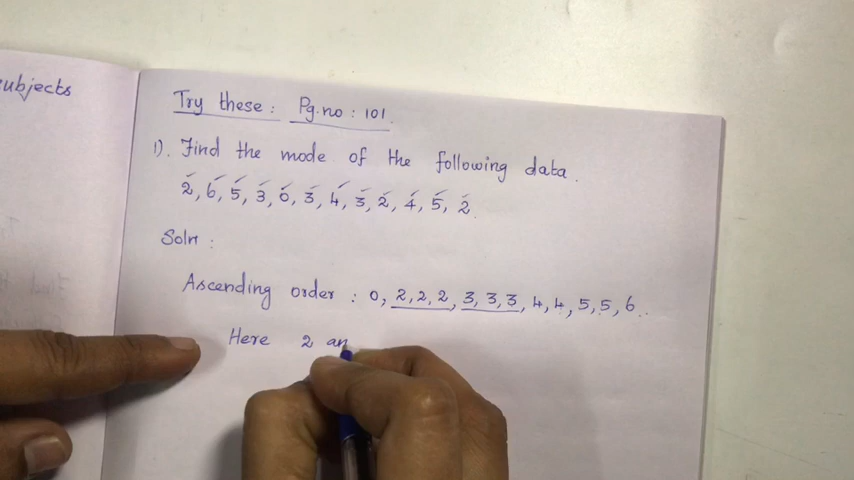 ubjects
Try these : Pg.no : 101.
1). Find the mode of the following data.
2, 6, 5, 3, 0, 3, 4, 3, 2, 4, 5, 2.
Soln :
Ascending order : 0, 2, 2, 2, 3, 3, 3, 4, 4, 5, 5, 6..
Here 2 an